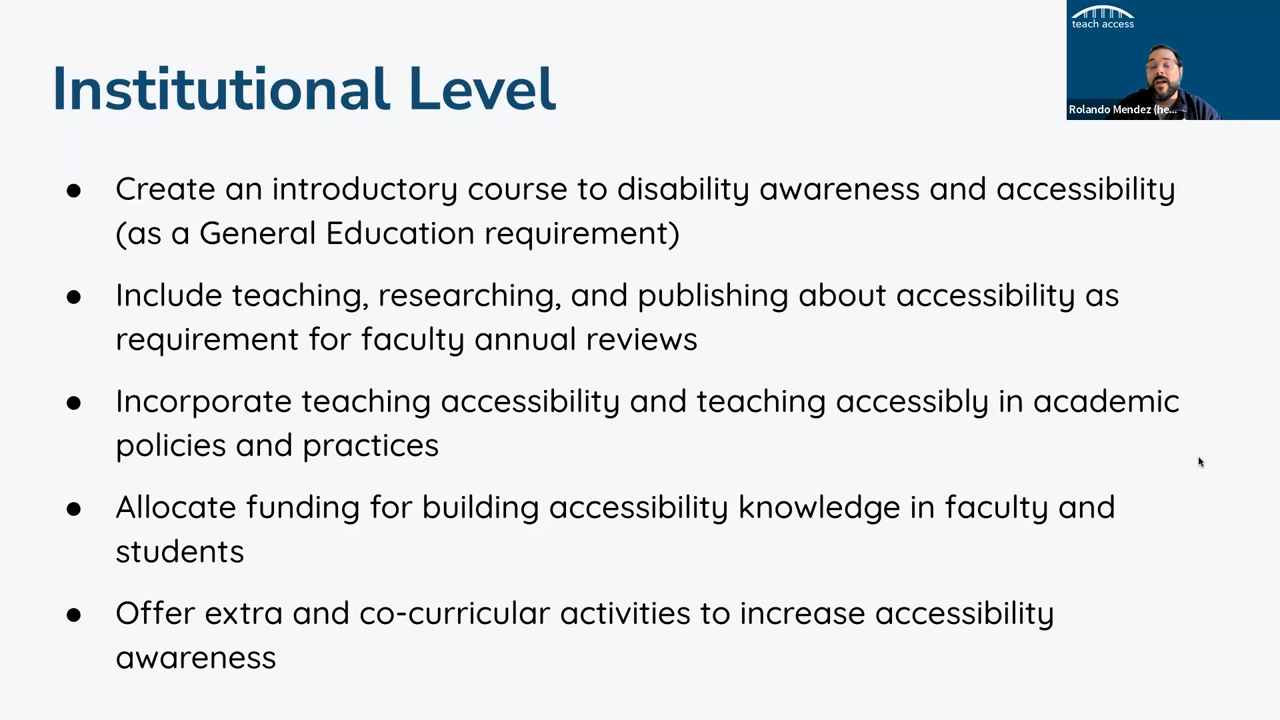 teach access
Rolando Mendez (he...
Institutional Level
● Create an introductory course to disability awareness and accessibility
(as a General Education requirement)
● Include teaching, researching, and publishing about accessibility as
requirement for faculty annual reviews
● Incorporate teaching accessibility and teaching accessibly in academic
policies and practices
● Allocate funding for building accessibility knowledge in faculty and
students
● Offer extra and co-curricular activities to increase accessibility
awareness